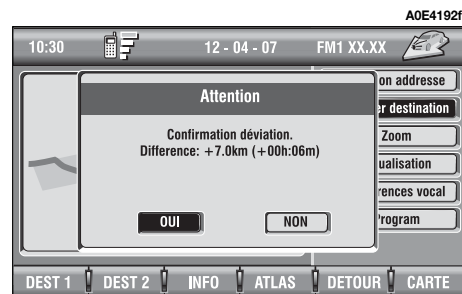 A0E4192f
10:30 12 - 04 - 07 FM1 XX.XX
on addresse
Attention
er destination
Confirmation déviation.
Zoom
Difference: +7.0km (+00h:06m)
ualisation
rences vocal
OUI NON
Program
DEST 1 DEST 2 INFO ATLAS DETOUR CARTE